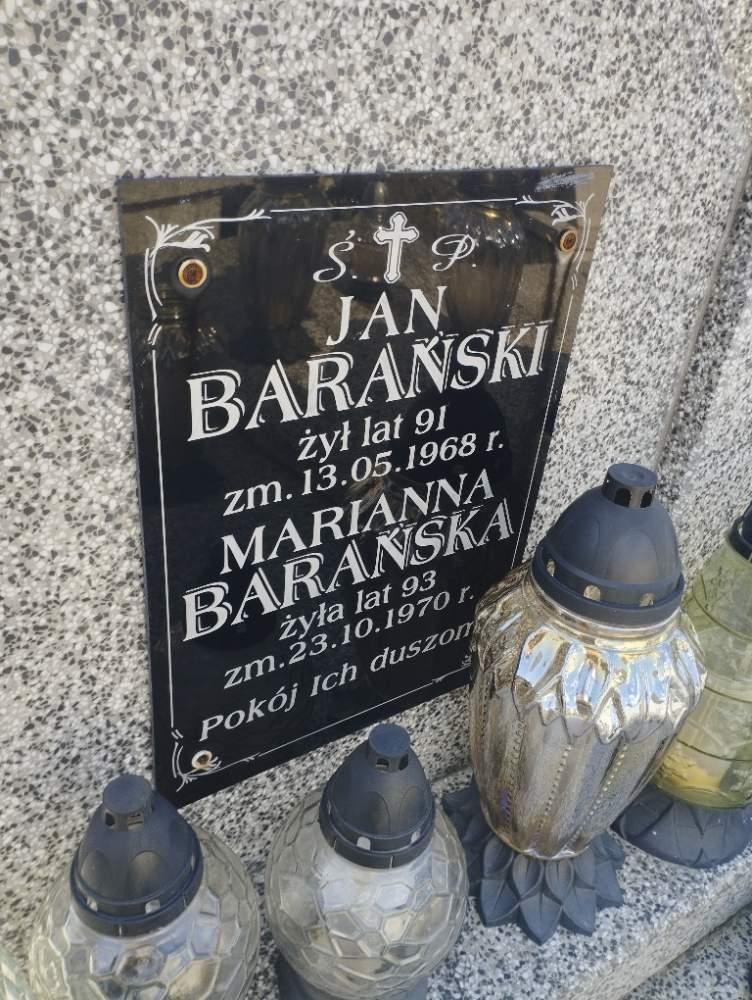 Ś P.
JAN
BARAŃSKI
żył lat 91
zm. 13.05.1968 r.
MARIANNA
BARAŃSKA
żyła lat 93
zm. 23.10.1970 r.
Pokój Ich duszom